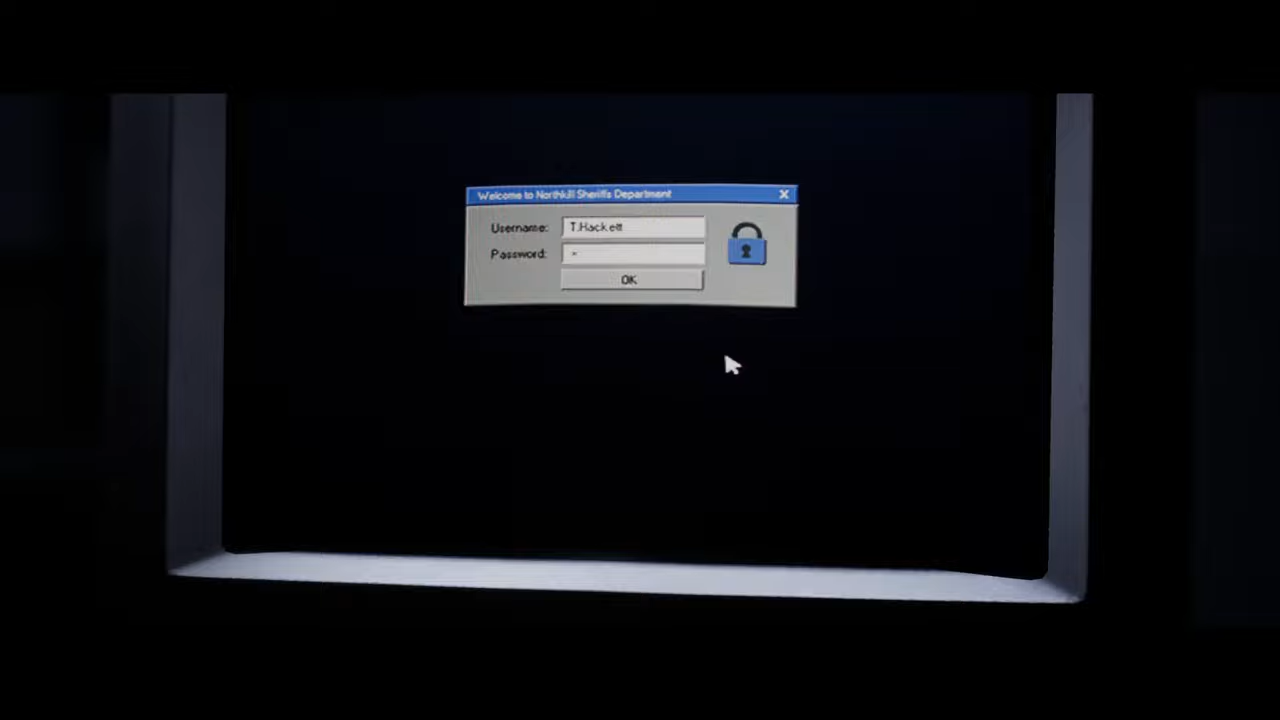 Welcome to Northkill Sheriffs Department
Username: T.Hackett
Password: *
OK